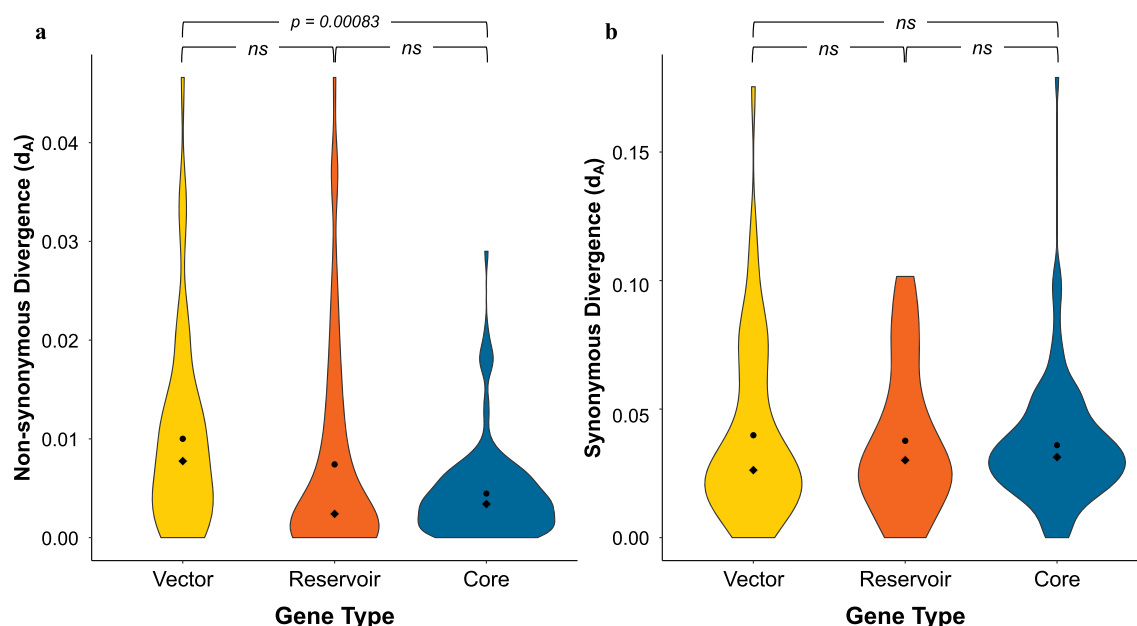 a
p = 0.00083
ns
ns
Non-synonymous Divergence (dA)
0.04
0.03
0.02
0.01
0.00
Vector
Reservoir
Core
Gene Type
b
ns
ns
ns
Synonymous Divergence (dA)
0.15
0.10
0.05
0.00
Vector
Reservoir
Core
Gene Type